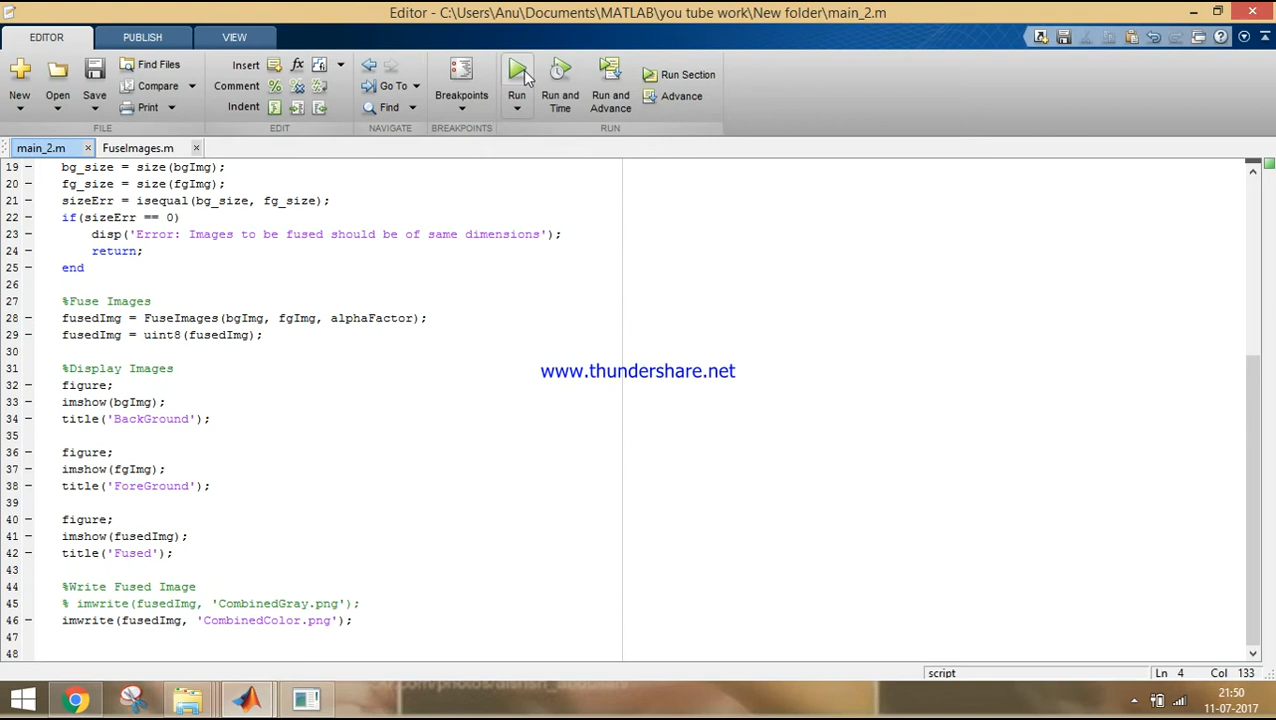 Editor - C:\Users\Anu\Documents\MATLAB\you tube work\New folder\main_2.m
EDITOR PUBLISH VIEW
New Open Save Find Files Compare Print
Insert Comment Indent
Go To Find
Breakpoints
Run Run and Time Run and Advance Run Section Advance
FILE EDIT NAVIGATE BREAKPOINTS RUN
main_2.m FuseImages.m
19 bg_size = size(bgImg);
20 fg_size = size(fgImg);
21 sizeErr = isequal(bg_size, fg_size);
22 if(sizeErr == 0)
23 disp('Error: Images to be fused should be of same dimensions');
24 return;
25 end
26
27 %Fuse Images
28 fusedImg = FuseImages(bgImg, fgImg, alphaFactor);
29 fusedImg = uint8(fusedImg);
30
31 %Display Images
www.thundershare.net
32 figure;
33 imshow(bgImg);
34 title('BackGround');
35
36 figure;
37 imshow(fgImg);
38 title('ForeGround');
39
40 figure;
41 imshow(fusedImg);
42 title('Fused');
43
44 %Write Fused Image
45 % imwrite(fusedImg, 'CombinedGray.png');
46 imwrite(fusedImg, 'CombinedColor.png');
47
48
script Ln 4 Col 133
21:50
11-07-2017